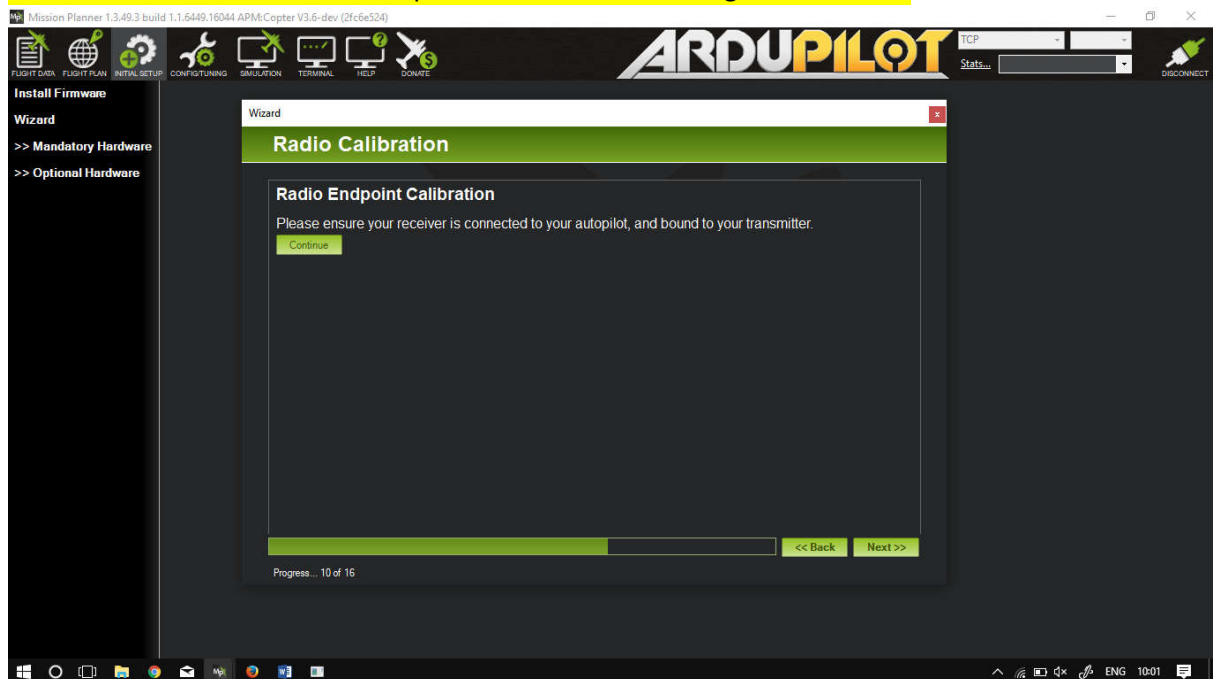 Mission Planner 1.3.49.3 build 1.1.6449.16044 APM:Copter V3.6-dev (2fc6e524)
FLIGHT DATA FLIGHT PLAN INITIAL SETUP CONFIG/TUNING SIMULATION TERMINAL HELP DONATE
ARDUPILOT
TCP
Stats...
DISCONNECT
Install Firmware
Wizard
>> Mandatory Hardware
>> Optional Hardware
Wizard
x
Radio Calibration
Radio Endpoint Calibration
Please ensure your receiver is connected to your autopilot, and bound to your transmitter.
Continue
<< Back Next >>
Progress... 10 of 16
ENG 10:01